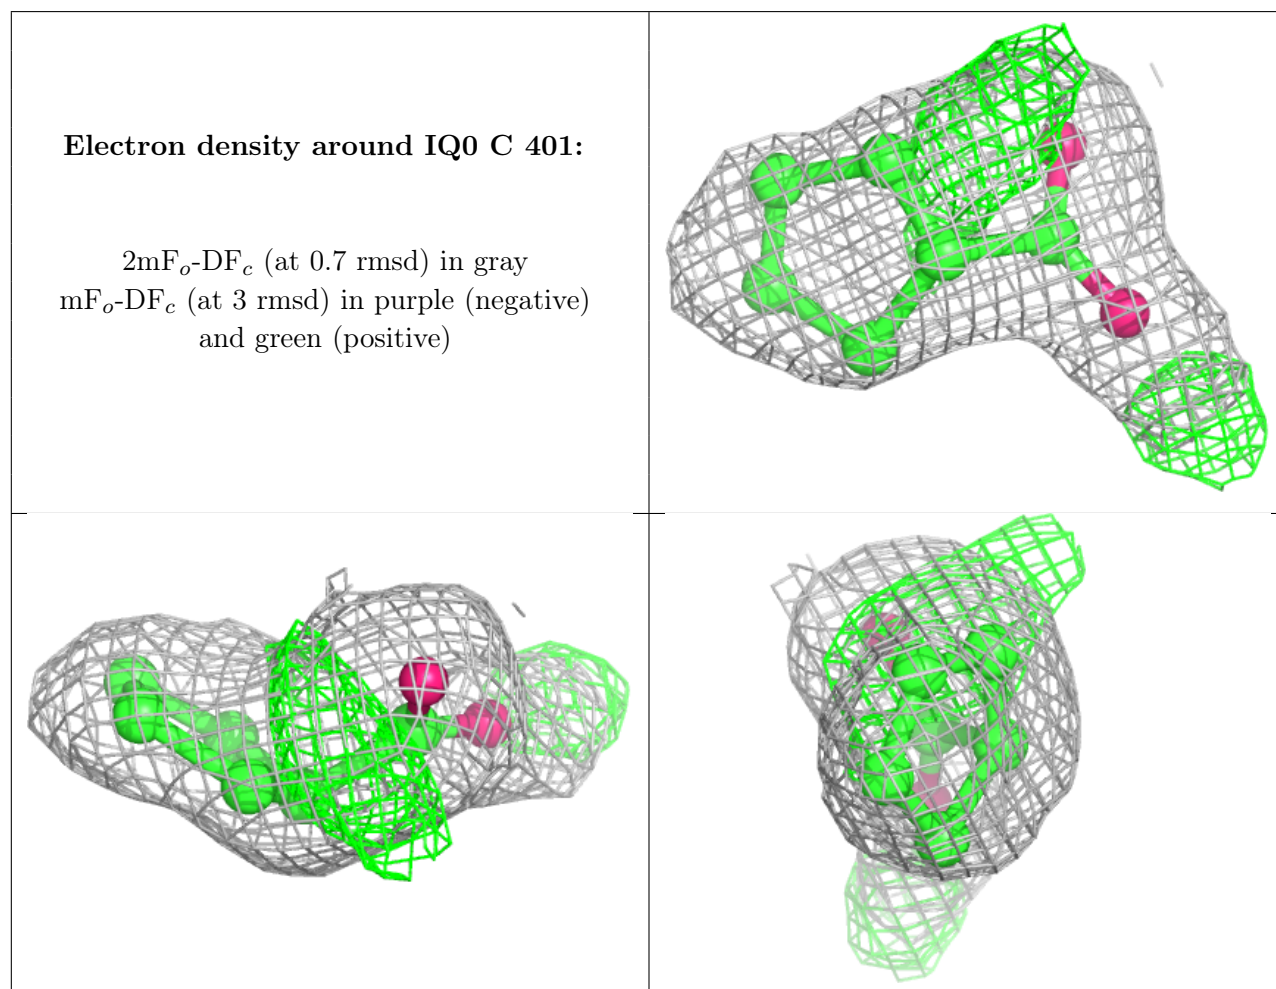 Electron density around IQ0 C 401:
2mFo-DFc (at 0.7 rmsd) in gray
mFo-DFc (at 3 rmsd) in purple (negative)
and green (positive)